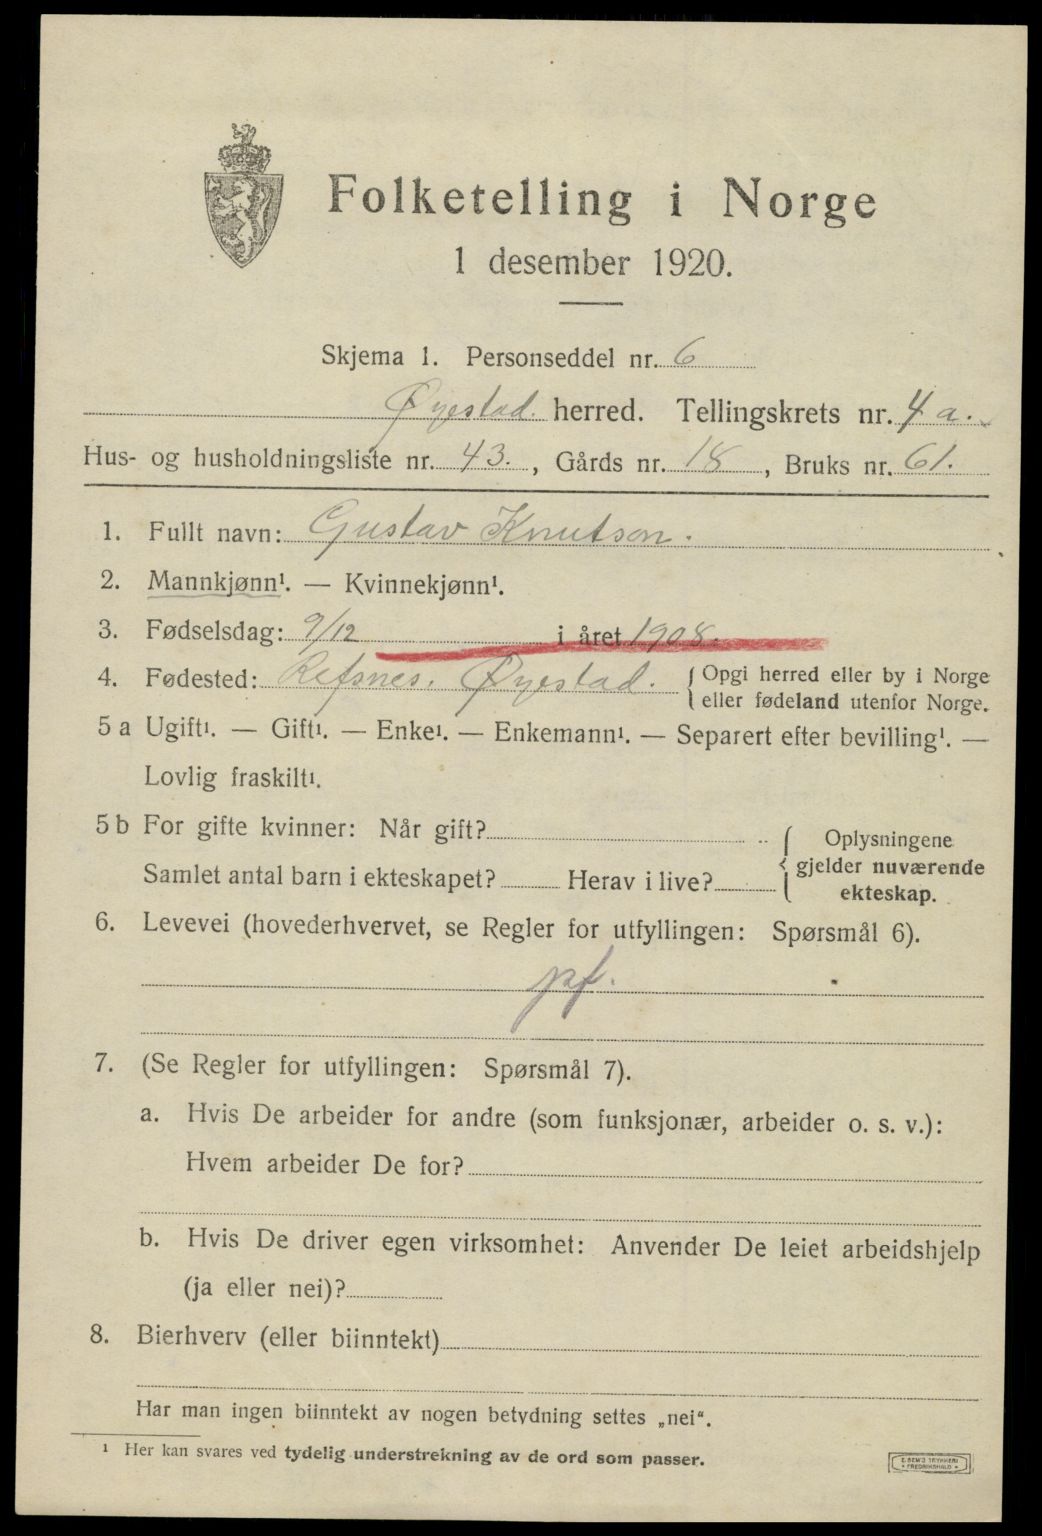 Folketelling i Norge
1 desember 1920.
Skjema 1. Personseddel nr. 6
Øyestad. herred. Tellingskrets nr. 4 a.
Hus- og husholdningsliste nr. 43. , Gårds nr. 18 , Bruks nr. 61.
1. Fullt navn: Gustav Knutson.
2. Mannkjønn¹. — Kvinnekjønn¹.
3. Fødselsdag: 9/12 i året 1908.
4. Fødested: Refsnes. Øyestad. { Opgi herred eller by i Norge
eller fødeland utenfor Norge.
5 a Ugift¹. — Gift¹. — Enke¹. — Enkemann¹. — Separert efter bevilling¹. —
Lovlig fraskilt¹.
5 b For gifte kvinner: Når gift? { Oplysningene
Samlet antal barn i ekteskapet? Herav i live? gjelder nuværende
ekteskap.
6. Levevei (hovederhvervet, se Regler for utfyllingen: Spørsmål 6).
pf.
7. (Se Regler for utfyllingen: Spørsmål 7).
a. Hvis De arbeider for andre (som funksjonær, arbeider o. s. v.):
Hvem arbeider De for?
b. Hvis De driver egen virksomhet: Anvender De leiet arbeidshjelp
(ja eller nei)?
8. Bierhverv (eller biinntekt)
Har man ingen biinntekt av nogen betydning settes „nei“.
¹ Her kan svares ved tydelig understrekning av de ord som passer.
E. SEM'S TRYKKERI
• FREDRIKSHALD •